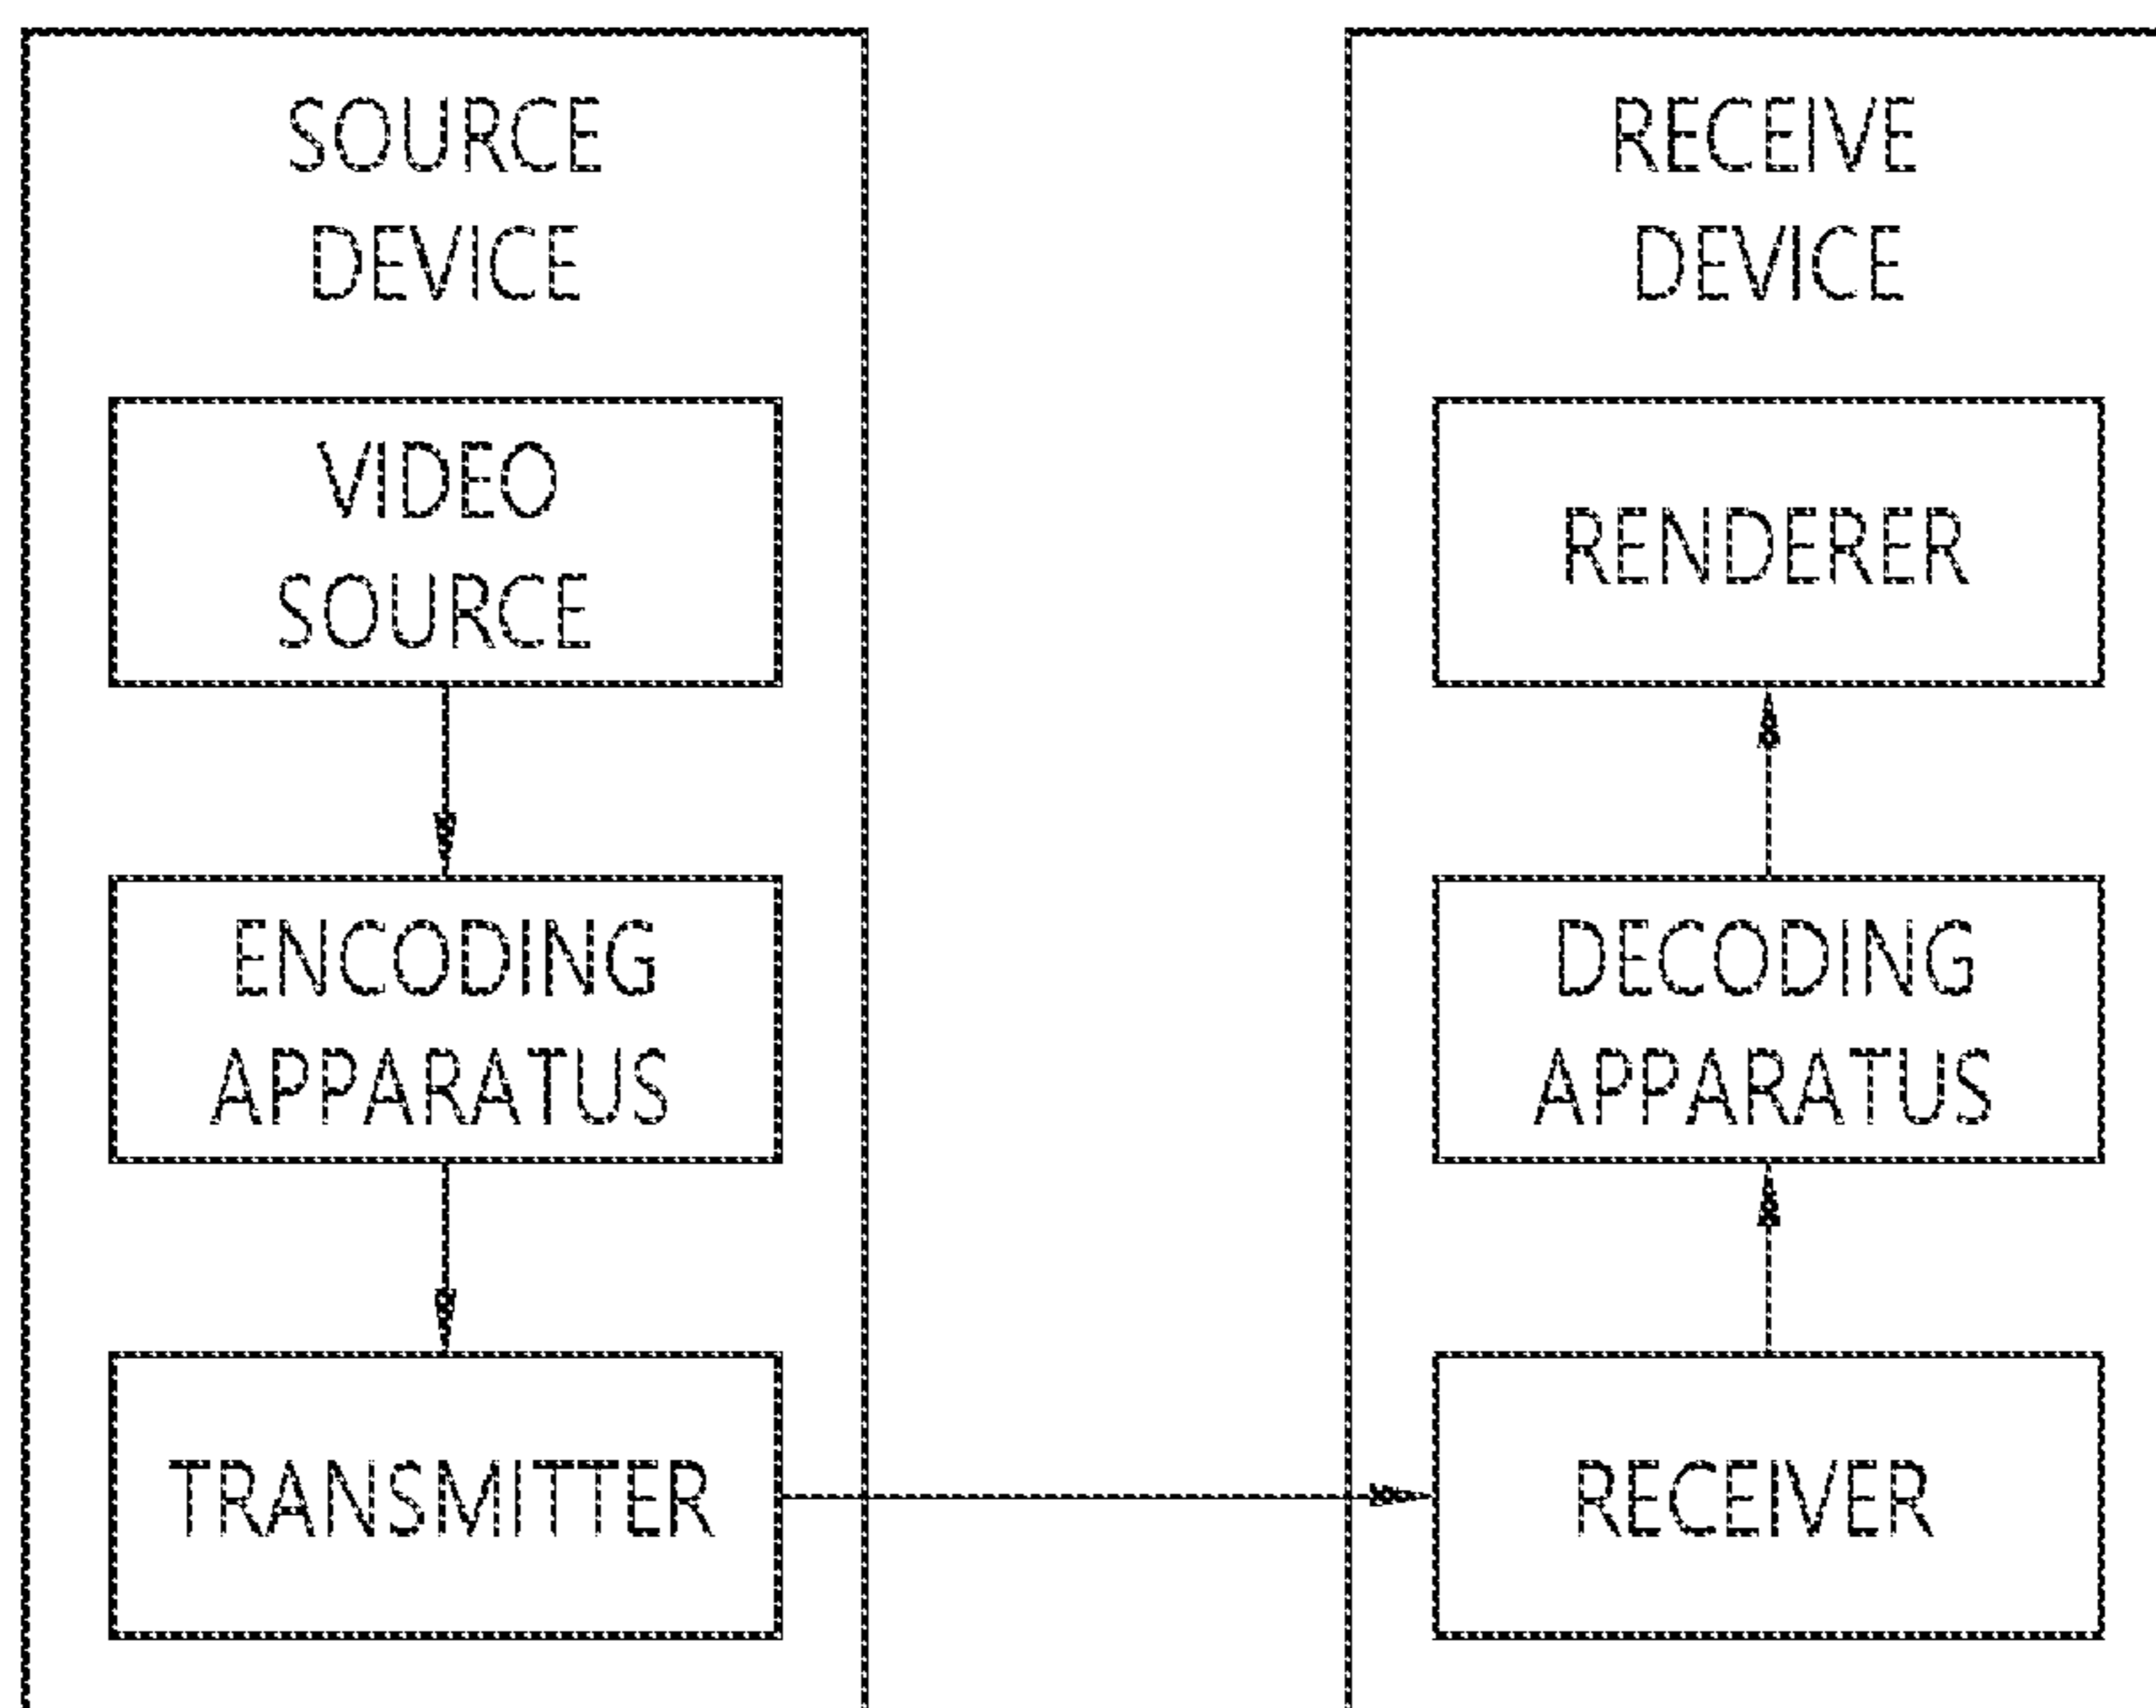 SOURCE
DEVICE
VIDEO
SOURCE
ENCODING
APPARATUS
TRANSMITTER
RECEIVE
DEVICE
RENDERER
DECODING
APPARATUS
RECEIVER